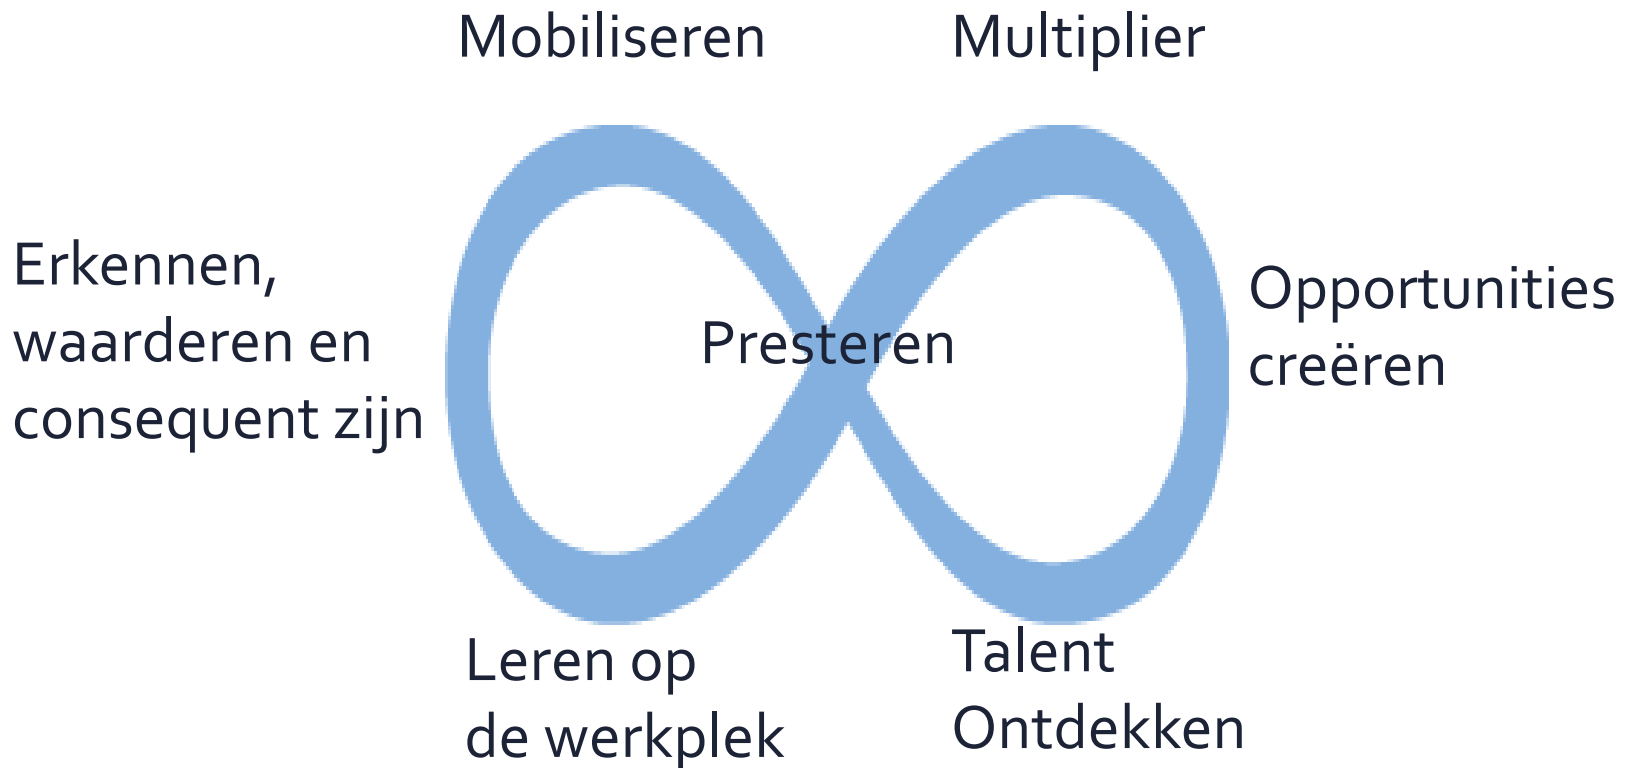 Mobiliseren
Multiplier
Erkennen,
waarderen en
consequent zijn
Presteren
Opportunities
creëren
Leren op
de werkplek
Talent
Ontdekken